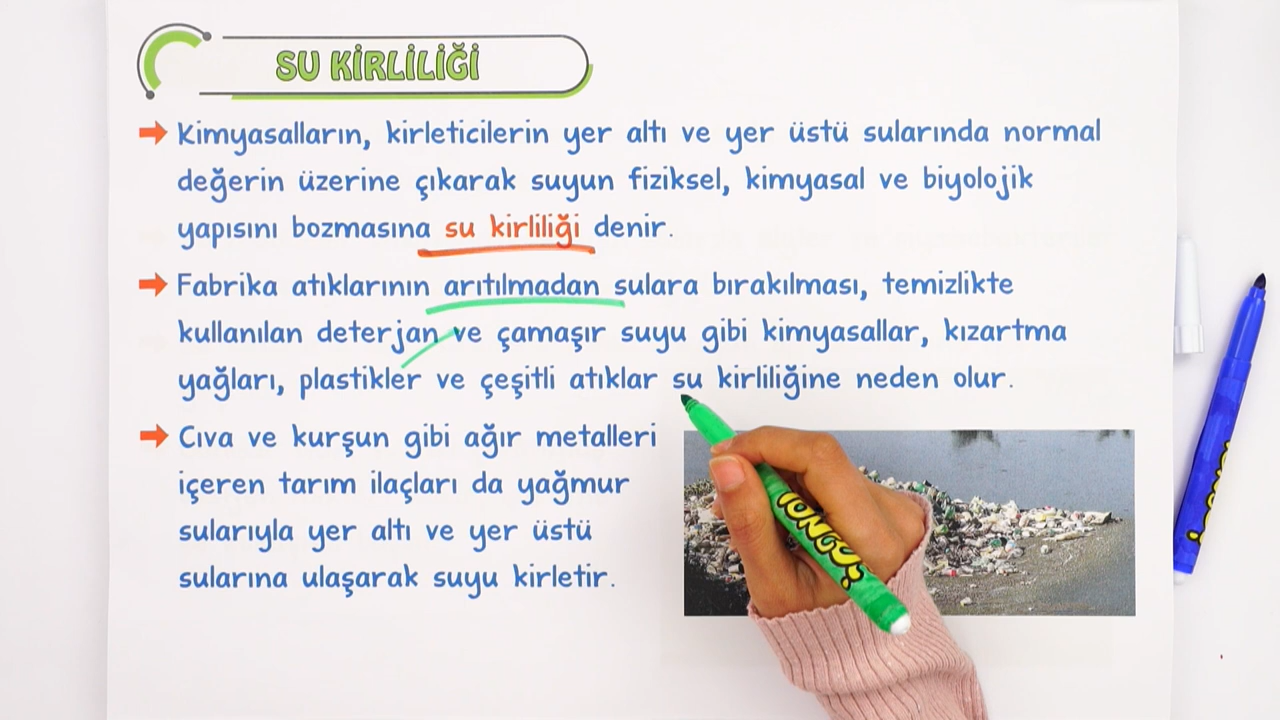 SU KİRLİLİĞİ
Kimyasalların, kirleticilerin yer altı ve yer üstü sularında normal
değerin üzerine çıkarak suyun fiziksel, kimyasal ve biyolojik
yapısını bozmasına su kirliliği denir.
Fabrika atıklarının arıtılmadan sulara bırakılması, temizlikte
kullanılan deterjan ve çamaşır suyu gibi kimyasallar, kızartma
yağları, plastikler ve çeşitli atıklar su kirliliğine neden olur.
Cıva ve kurşun gibi ağır metalleri
içeren tarım ilaçları da yağmur
sularıyla yer altı ve yer üstü
sularına ulaşarak suyu kirletir.